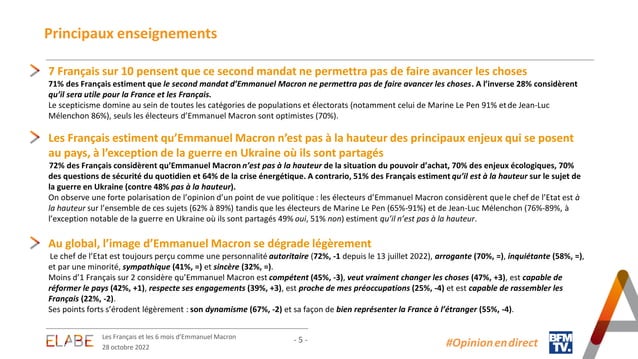 Principaux enseignements
7 Français sur 10 pensent que ce second mandat ne permettra pas de faire avancer les choses
71% des Français estiment que le second mandat d’Emmanuel Macron ne permettra pas de faire avancer les choses. A l’inverse 28% considèrent
qu’il sera utile pour la France et les Français.
Le scepticisme domine au sein de toutes les catégories de populations et électorats (notamment celui de Marine Le Pen 91% et de Jean-Luc
Mélenchon 86%), seuls les électeurs d’Emmanuel Macron sont optimistes (70%).
Les Français estiment qu’Emmanuel Macron n’est pas à la hauteur des principaux enjeux qui se posent
au pays, à l’exception de la guerre en Ukraine où ils sont partagés
72% des Français considèrent qu’Emmanuel Macron n’est pas à la hauteur de la situation du pouvoir d’achat, 70% des enjeux écologiques, 70%
des questions de sécurité du quotidien et 64% de la crise énergétique. A contrario, 51% des Français estiment qu’il est à la hauteur sur le sujet de
la guerre en Ukraine (contre 48% pas à la hauteur).
On observe une forte polarisation de l’opinion d’un point de vue politique : les électeurs d’Emmanuel Macron considèrent que le chef de l’Etat est à
la hauteur sur l’ensemble de ces sujets (62% à 89%) tandis que les électeurs de Marine Le Pen (65%-91%) et de Jean-Luc Mélenchon (76%-89%, à
l’exception notable de la guerre en Ukraine où ils sont partagés 49% oui, 51% non) estiment qu’il n’est pas à la hauteur.
Au global, l’image d’Emmanuel Macron se dégrade légèrement
Le chef de l’Etat est toujours perçu comme une personnalité autoritaire (72%, -1 depuis le 13 juillet 2022), arrogante (70%, =), inquiétante (58%, =),
et par une minorité, sympathique (41%, =) et sincère (32%, =).
Moins d’1 Français sur 2 considère qu’Emmanuel Macron est compétent (45%, -3), veut vraiment changer les choses (47%, +3), est capable de
réformer le pays (42%, +1), respecte ses engagements (39%, +3), est proche de mes préoccupations (25%, -4) et est capable de rassembler les
Français (22%, -2).
Ses points forts s’érodent légèrement : son dynamisme (67%, -2) et sa façon de bien représenter la France à l’étranger (55%, -4).
ELABE
Les Français et les 6 mois d’Emmanuel Macron
28 octobre 2022
- 5 -
#Opinion en direct
BFM
TV.